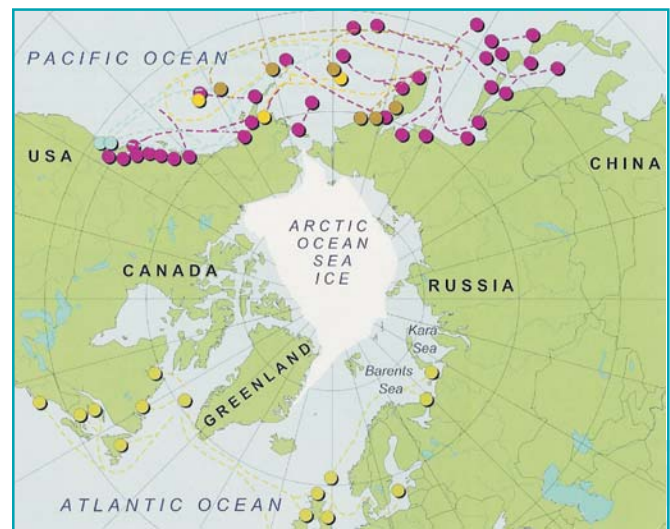 PACIFIC OCEAN
USA
CHINA
ARCTIC
OCEAN
SEA
ICE
CANADA
RUSSIA
Kara
Sea
GREENLAND
Barents
Sea
ATLANTIC OCEAN